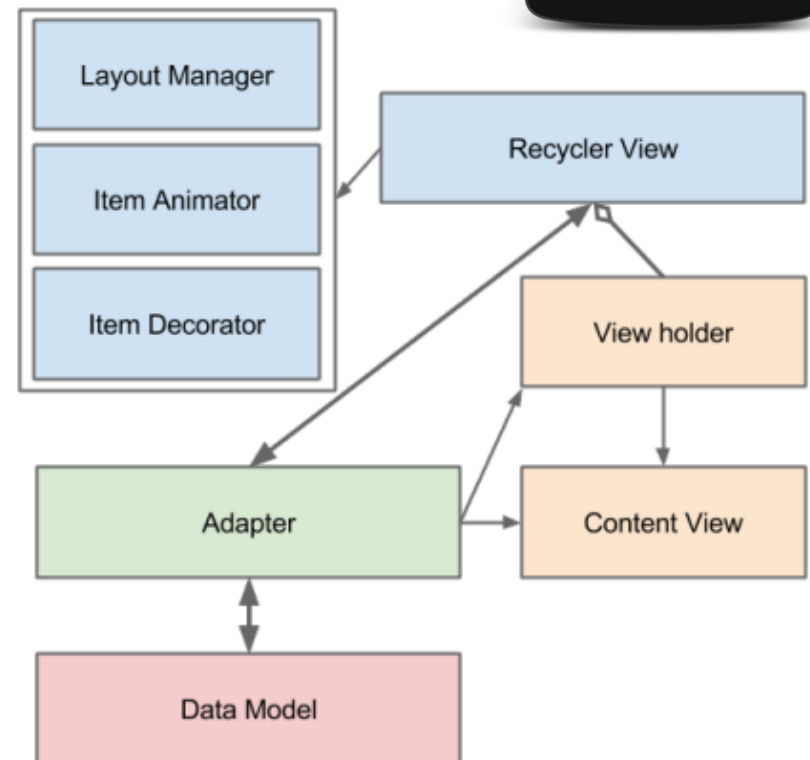 Layout Manager
Recycler View
Item Animator
Item Decorator
View holder
Adapter
Content View
Data Model